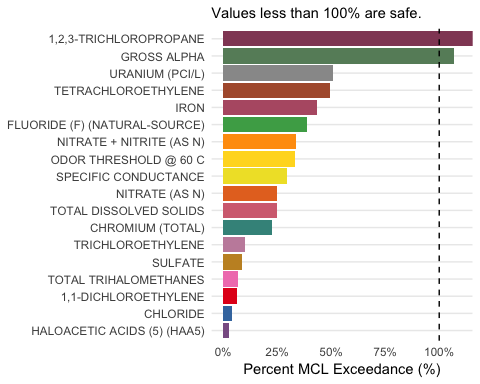 Values less than 100% are safe.
1,2,3-TRICHLOROPROPANE
GROSS ALPHA
URANIUM (PCI/L)
TETRACHLOROETHYLENE
IRON
FLUORIDE (F) (NATURAL-SOURCE)
NITRATE + NITRITE (AS N)
ODOR THRESHOLD @ 60 C
SPECIFIC CONDUCTANCE
NITRATE (AS N)
TOTAL DISSOLVED SOLIDS
CHROMIUM (TOTAL)
TRICHLOROETHYLENE
SULFATE
TOTAL TRIHALOMETHANES
1,1-DICHLOROETHYLENE
CHLORIDE
HALOACETIC ACIDS (5) (HAA5)
0% 25% 50% 75% 100%
Percent MCL Exceedance (%)